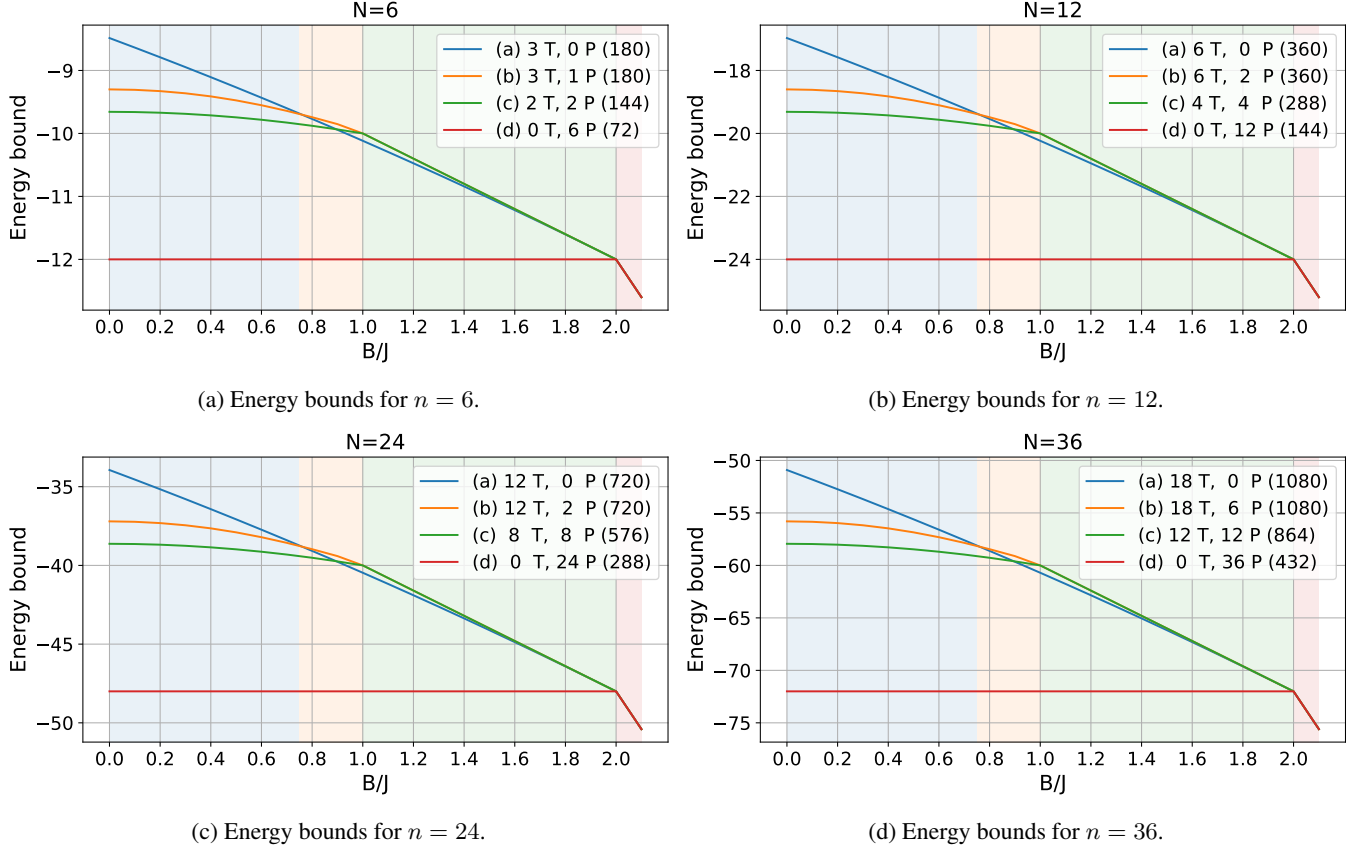 N=6
Energy bound
−9
−10
−11
−12
(a) 3 T, 0 P (180)
(b) 3 T, 1 P (180)
(c) 2 T, 2 P (144)
(d) 0 T, 6 P (72)
0.0 0.2 0.4 0.6 0.8 1.0 1.2 1.4 1.6 1.8 2.0
B/J
(a) Energy bounds for n = 6.
N=12
Energy bound
−18
−20
−22
−24
(a) 6 T, 0 P (360)
(b) 6 T, 2 P (360)
(c) 4 T, 4 P (288)
(d) 0 T, 12 P (144)
0.0 0.2 0.4 0.6 0.8 1.0 1.2 1.4 1.6 1.8 2.0
B/J
(b) Energy bounds for n = 12.
N=24
Energy bound
−35
−40
−45
−50
(a) 12 T, 0 P (720)
(b) 12 T, 2 P (720)
(c) 8 T, 8 P (576)
(d) 0 T, 24 P (288)
0.0 0.2 0.4 0.6 0.8 1.0 1.2 1.4 1.6 1.8 2.0
B/J
(c) Energy bounds for n = 24.
N=36
Energy bound
−50
−55
−60
−65
−70
−75
(a) 18 T, 0 P (1080)
(b) 18 T, 6 P (1080)
(c) 12 T, 12 P (864)
(d) 0 T, 36 P (432)
0.0 0.2 0.4 0.6 0.8 1.0 1.2 1.4 1.6 1.8 2.0
B/J
(d) Energy bounds for n = 36.